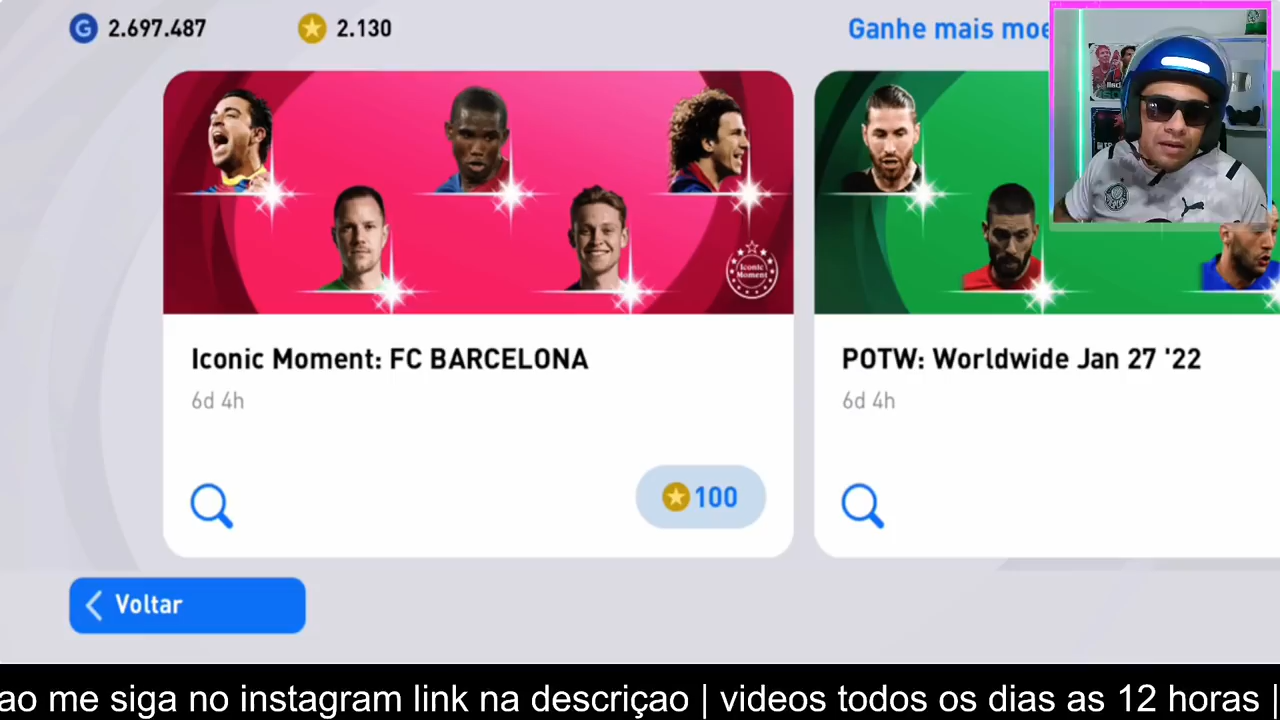 G 2.697.487
2.130
Ganhe mais moe
Iconic Moment
Iconic Moment: FC BARCELONA
6d 4h
100
POTW: Worldwide Jan 27 '22
6d 4h
Voltar
ao me siga no instagram link na descriçao | videos todos os dias as 12 horas |